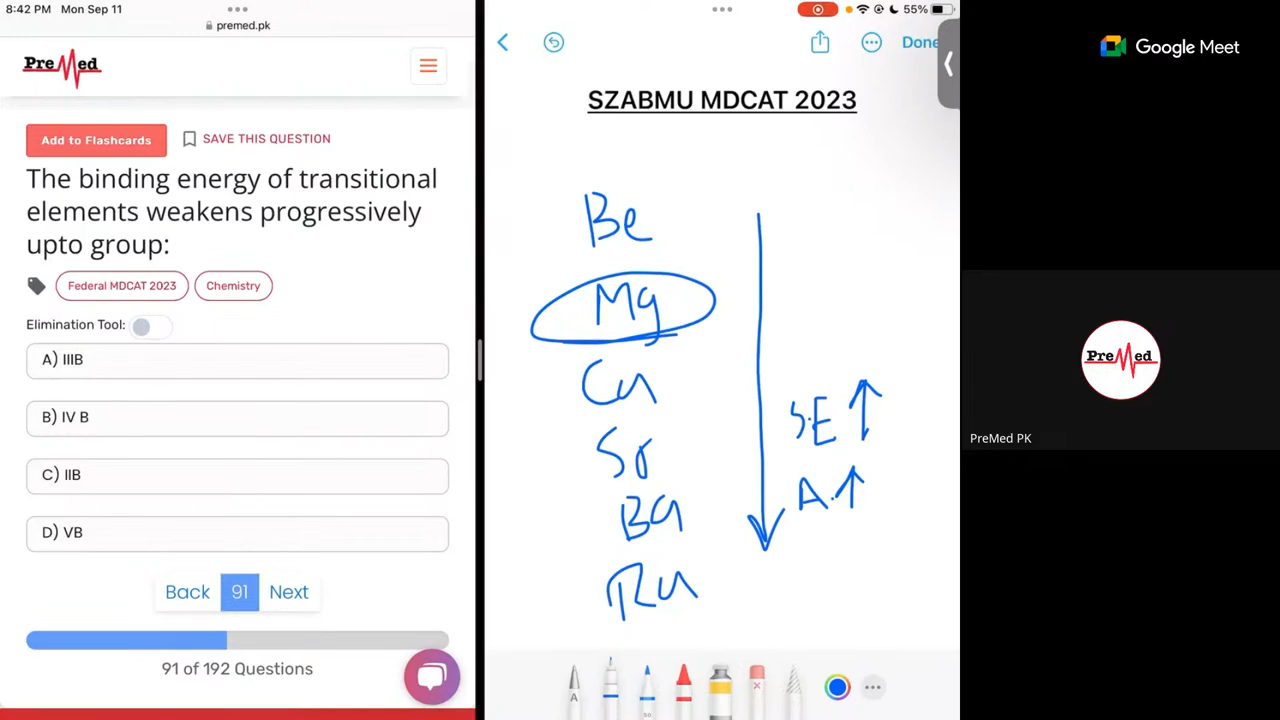 8:42 PM Mon Sep 11
premed.pk
PreMed
Add to Flashcards
SAVE THIS QUESTION
The binding energy of transitional
elements weakens progressively
upto group:
Federal MDCAT 2023
Chemistry
Elimination Tool:
A) IIIB
B) IV B
C) IIB
D) VB
Back 91 Next
91 of 192 Questions
55%
Done
SZABMU MDCAT 2023
Be
Mg
Ca
Sr
Ba
Ra
S.E ↑
A.↑
A
50
Google Meet
PreMed
PreMed PK